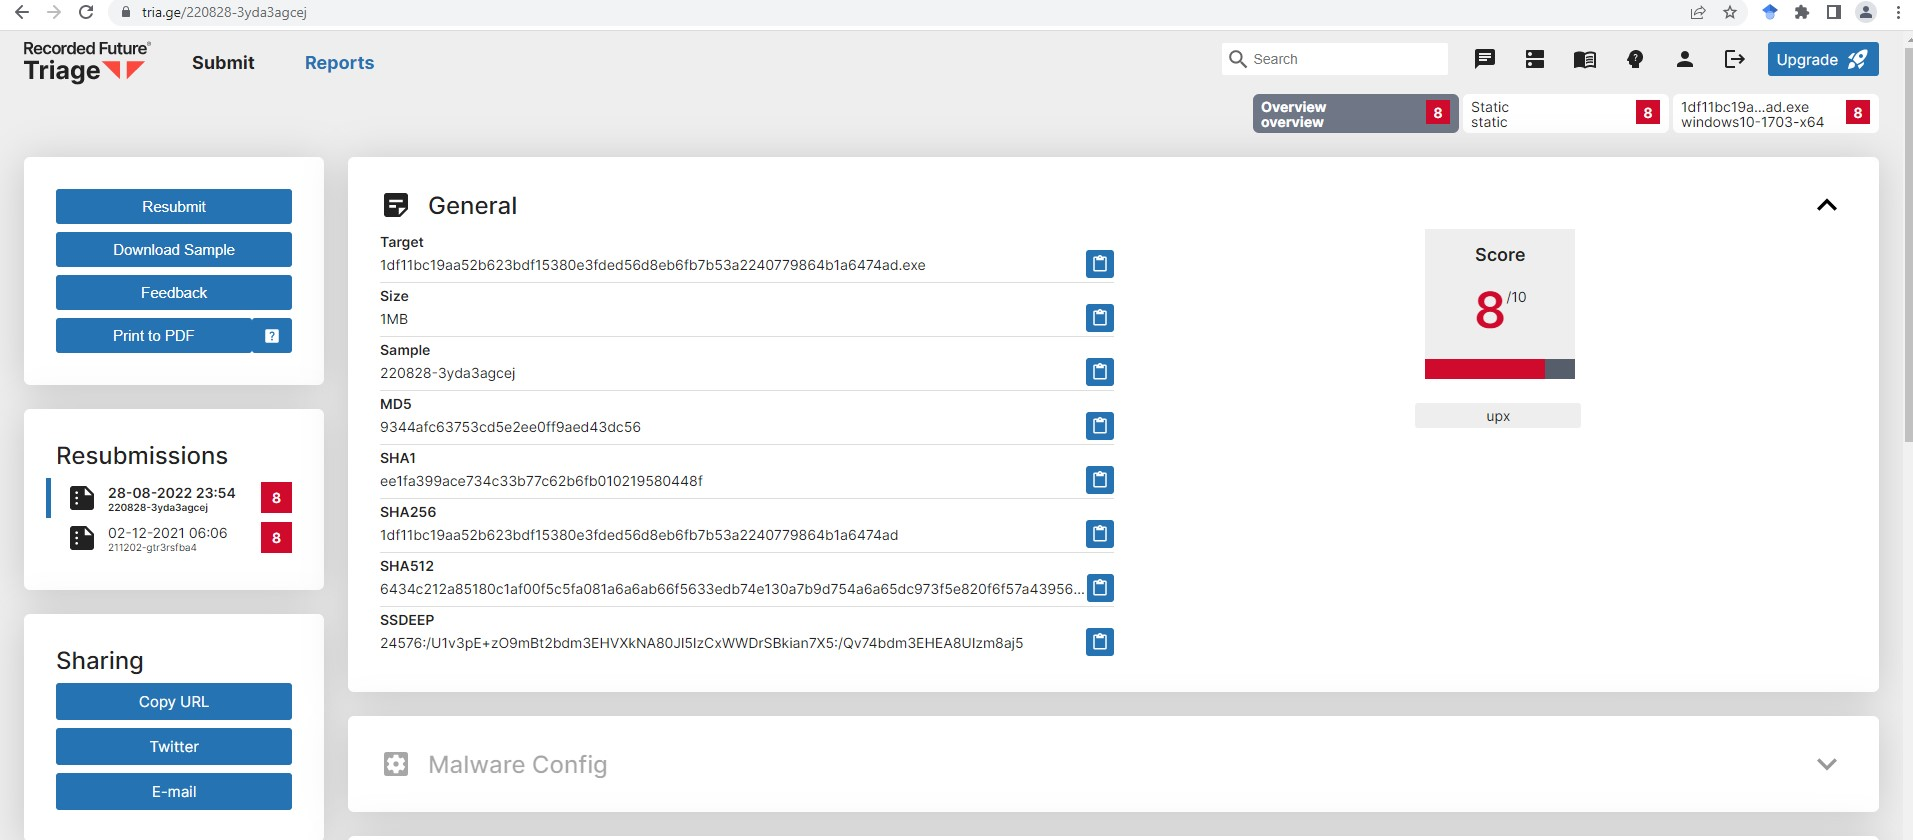 tria.ge/220828-3yda3agcej
Recorded Future®
Triage
Submit
Reports
Search
Upgrade
Overview
overview
8
Static
static
8
1df11bc19a...ad.exe
windows10-1703-x64
8
Resubmit
Download Sample
Feedback
Print to PDF
?
Resubmissions
28-08-2022 23:54
220828-3yda3agcej
8
02-12-2021 06:06
211202-gtr3rsfba4
8
Sharing
Copy URL
Twitter
E-mail
General
Target
1df11bc19aa52b623bdf15380e3fded56d8eb6fb7b53a2240779864b1a6474ad.exe
Size
1MB
Sample
220828-3yda3agcej
MD5
9344afc63753cd5e2ee0ff9aed43dc56
SHA1
ee1fa399ace734c33b77c62b6fb010219580448f
SHA256
1df11bc19aa52b623bdf15380e3fded56d8eb6fb7b53a2240779864b1a6474ad
SHA512
6434c212a85180c1af00f5c5fa081a6a6ab66f5633edb74e130a7b9d754a6a65dc973f5e820f6f57a43956...
SSDEEP
24576:/U1v3pE+zO9mBt2bdm3EHVXkNA80JI5IzCxWWDrSBkian7X5:/Qv74bdm3EHEA8UIzm8aj5
Score
8/10
upx
Malware Config